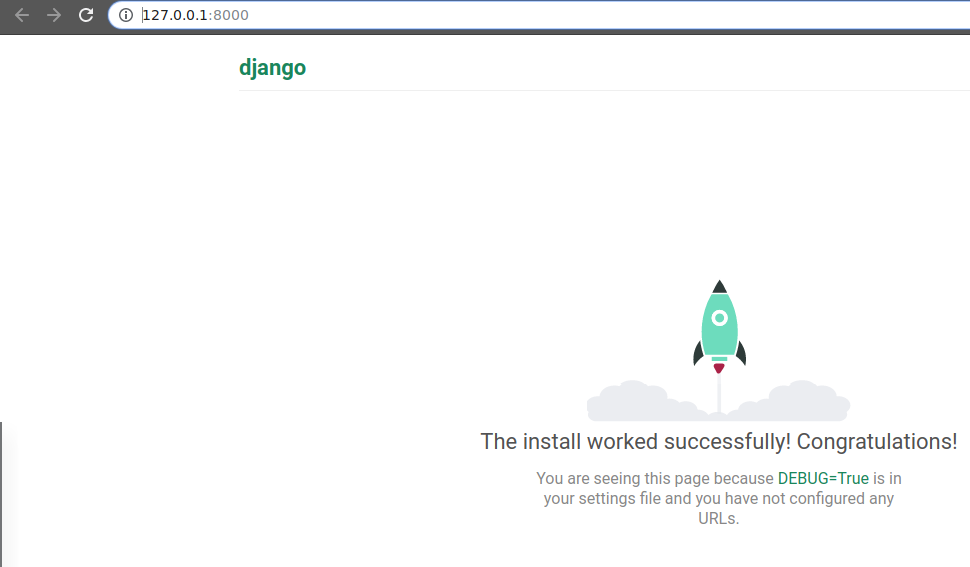 127.0.0.1:8000
django
The install worked successfully! Congratulations!
You are seeing this page because DEBUG=True is in
your settings file and you have not configured any
URLs.